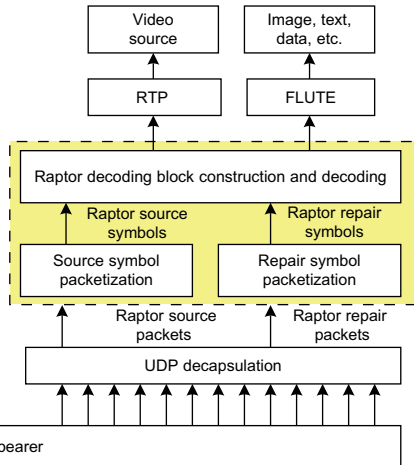 Video
source
Image, text,
data, etc.
RTP
FLUTE
Raptor decoding block construction and decoding
Raptor source
symbols
Raptor repair
symbols
Source symbol
packetization
Repair symbol
packetization
Raptor source
packets
Raptor repair
packets
UDP decapsulation
bearer